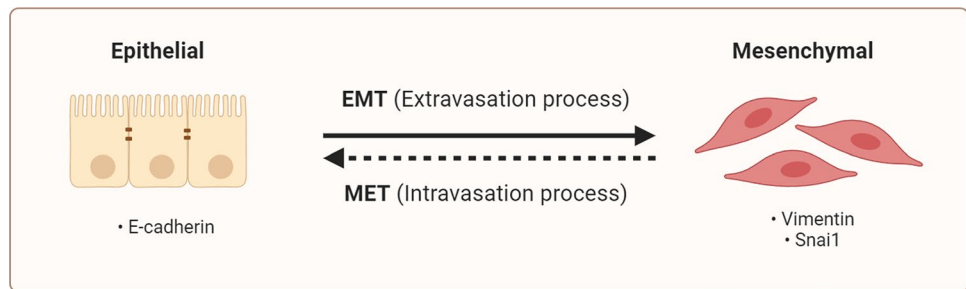 Epithelial
Mesenchymal
EMT (Extravasation process)
MET (Intravasation process)
• E-cadherin
• Vimentin
• Snai1